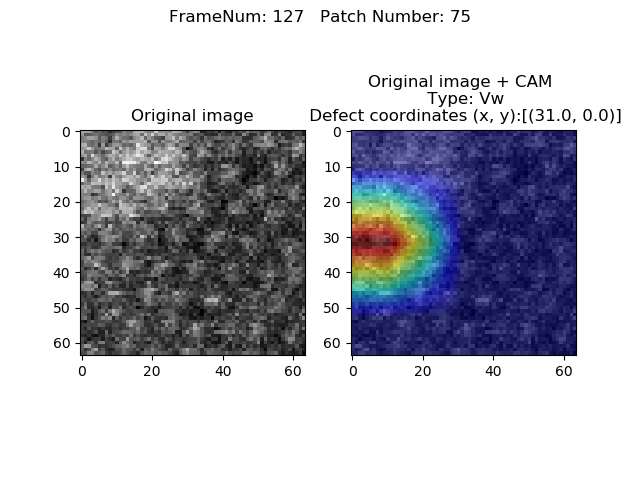 FrameNum: 127   Patch Number: 75
Original image
Original image + CAM
Type: Vw
Defect coordinates (x, y):[(31.0, 0.0)]
0
10
20
30
40
50
60
0 20 40 60
0
10
20
30
40
50
60
0 20 40 60